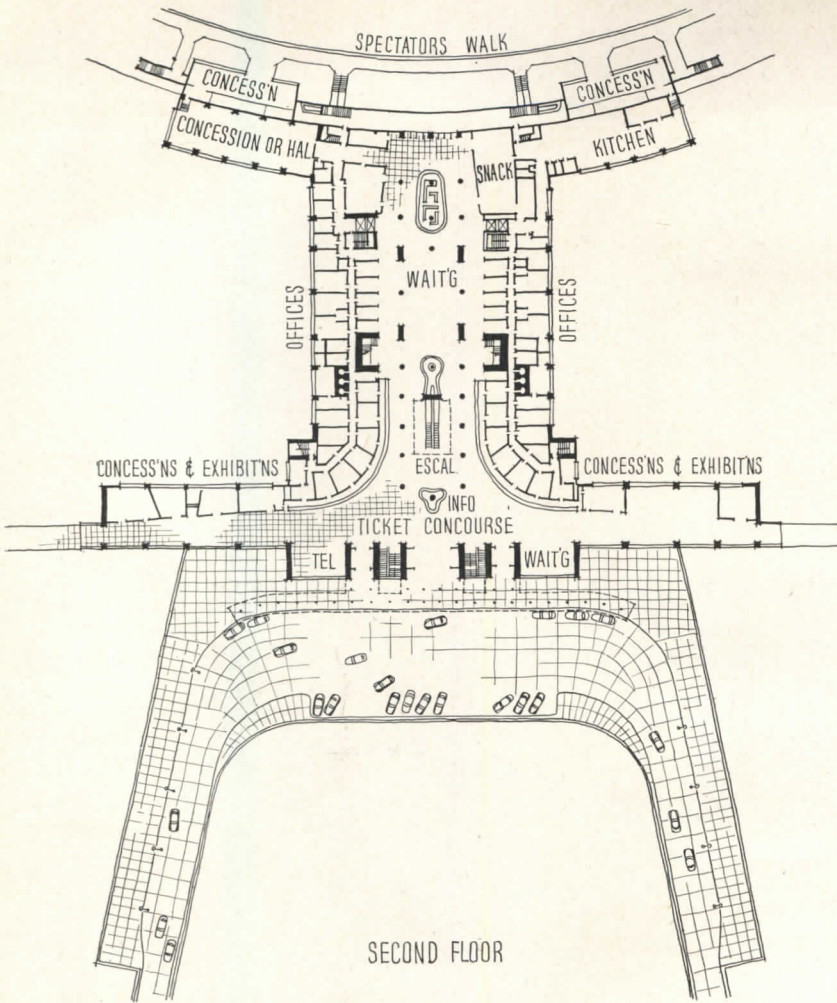 SPECTATORS WALK
CONCESS'N
CONCESS'N
CONCESSION OR HALL
KITCHEN
SNACK
WAIT'G
OFFICES
OFFICES
CONCESS'NS & EXHIBIT'NS
ESCAL.
CONCESS'NS & EXHIBIT'NS
INFO
TICKET CONCOURSE
TEL
WAIT'G
SECOND FLOOR